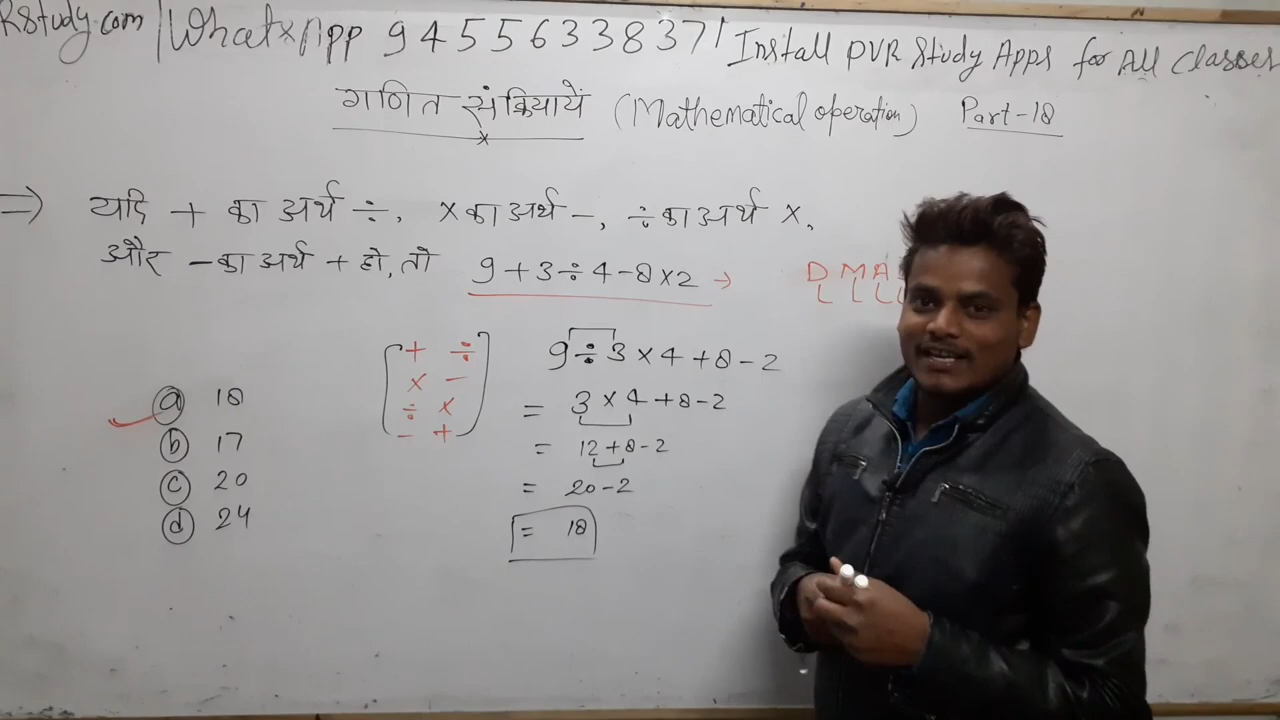 RStudy.com | Whatsapp 9455633837 | Install PVR Study Apps for All Classes
गणित संक्रियायें (Mathematical operation) Part-18
⇒ यदि + का अर्थ ÷, × का अर्थ -, ÷ का अर्थ ×,
और - का अर्थ + हो, तो 9+3÷4-8×2 → DMA
+ ÷
× -
÷ ×
- +
9÷3×4+8-2
= 3×4+8-2
= 12+8-2
= 20-2
= 18
(a) 18
(b) 17
(c) 20
(d) 24